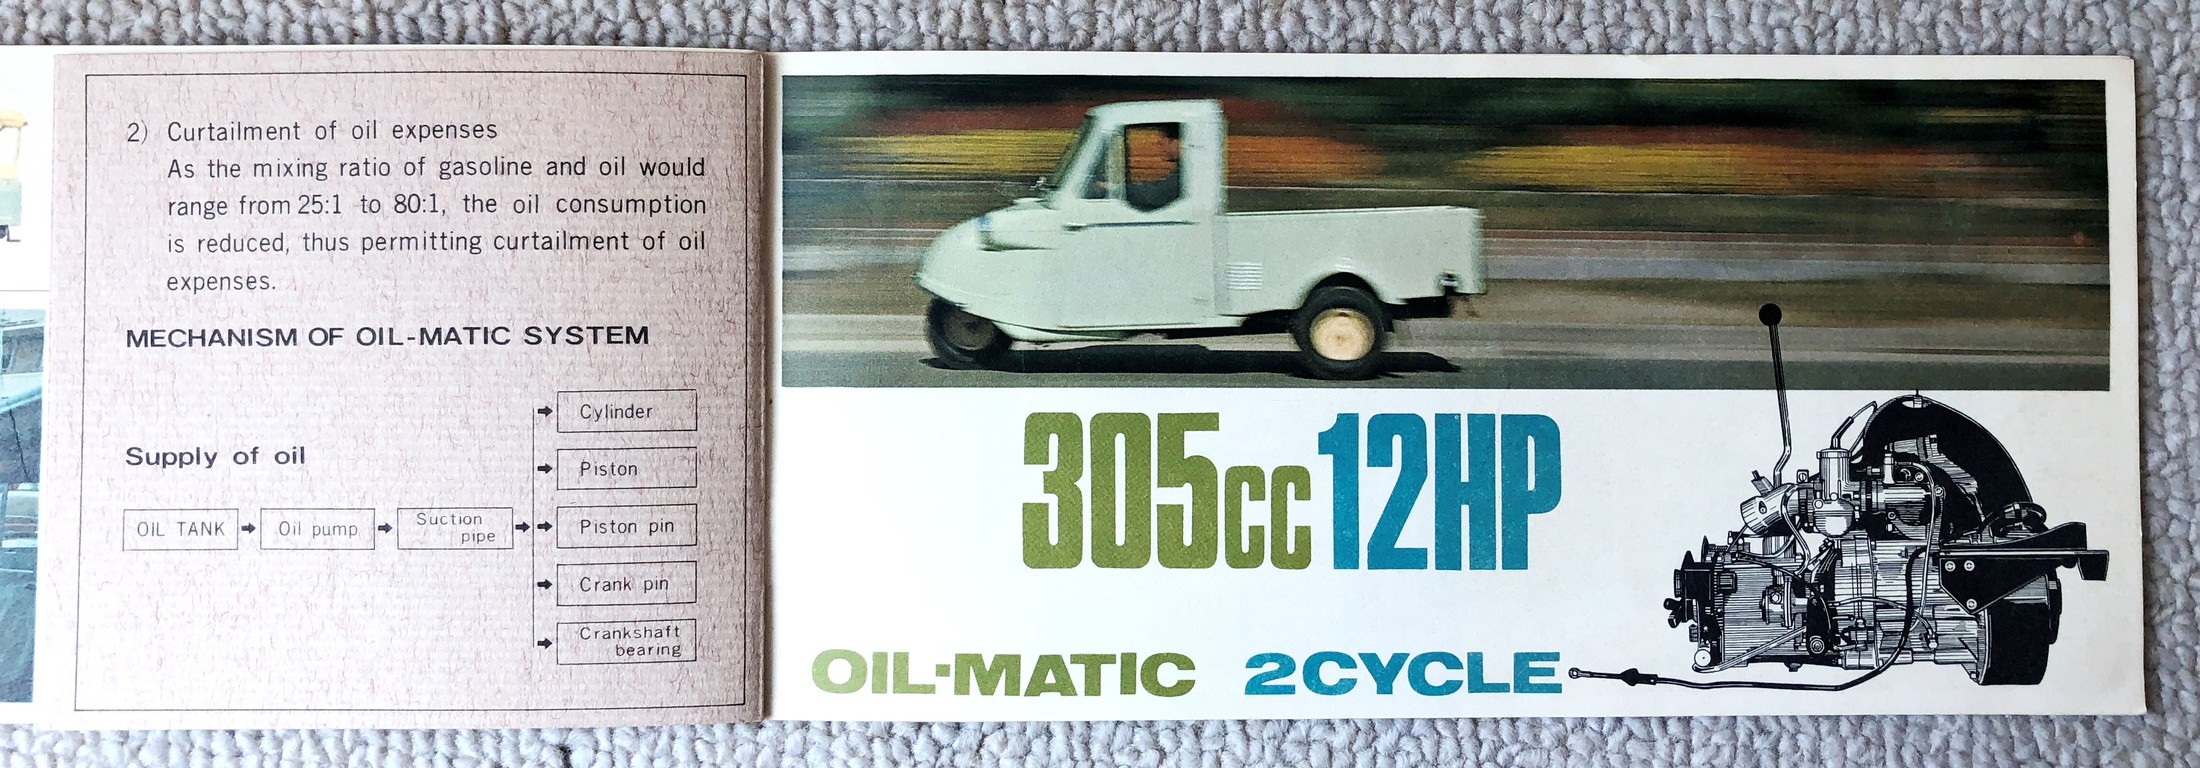 2) Curtailment of oil expenses
As the mixing ratio of gasoline and oil would
range from 25:1 to 80:1, the oil consumption
is reduced, thus permitting curtailment of oil
expenses.
MECHANISM OF OIL-MATIC SYSTEM
Supply of oil
OIL TANK
Oil pump
Suction
pipe
Cylinder
Piston
Piston pin
Crank pin
Crankshaft
bearing
305cc 12HP
OIL-MATIC 2CYCLE